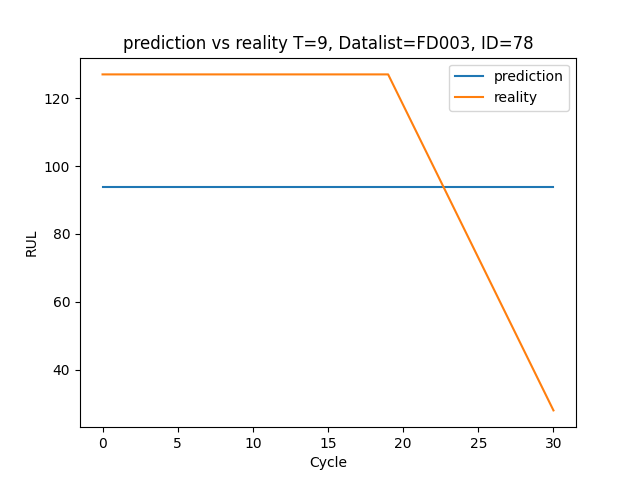 prediction vs reality T=9, Datalist=FD003, ID=78
prediction
reality
120
100
80
60
40
RUL
0 5 10 15 20 25 30
Cycle